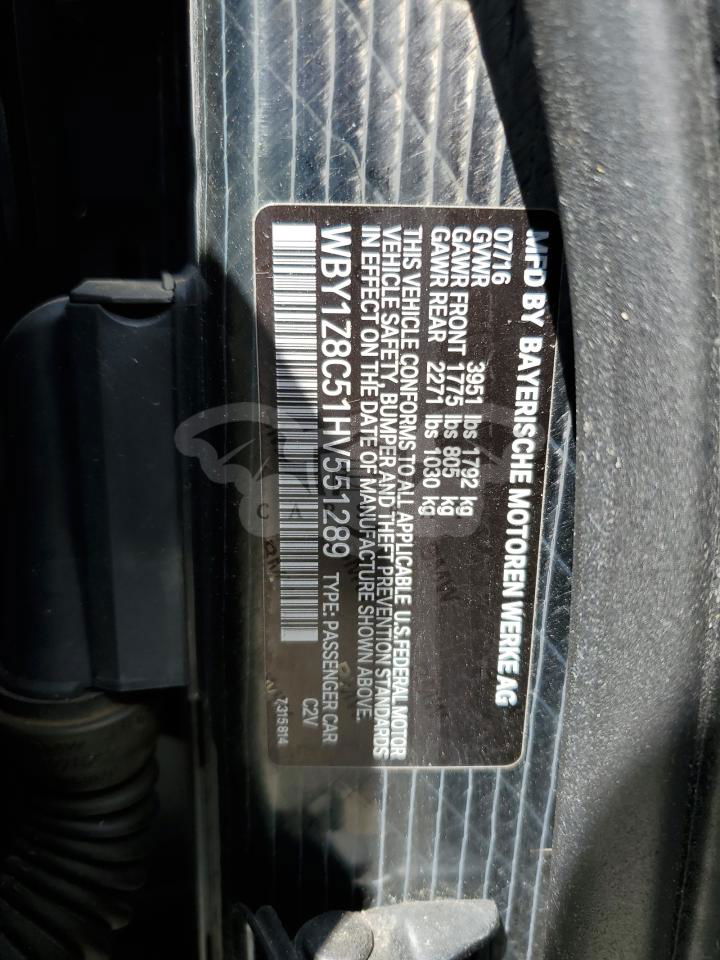 MFD BY BAYERISCHE MOTOREN WERKE AG
07/16
GVWR 3951 lbs 1792 kg
GAWR FRONT 1775 lbs 805 kg
GAWR REAR 2271 lbs 1030 kg
THIS VEHICLE CONFORMS TO ALL APPLICABLE U.S.FEDERAL MOTOR
VEHICLE SAFETY, BUMPER AND THEFT PREVENTION STANDARDS
IN EFFECT ON THE DATE OF MANUFACTURE SHOWN ABOVE.
WBY1Z8C51HV551289 TYPE: PASSENGER CAR
C2V
7315814